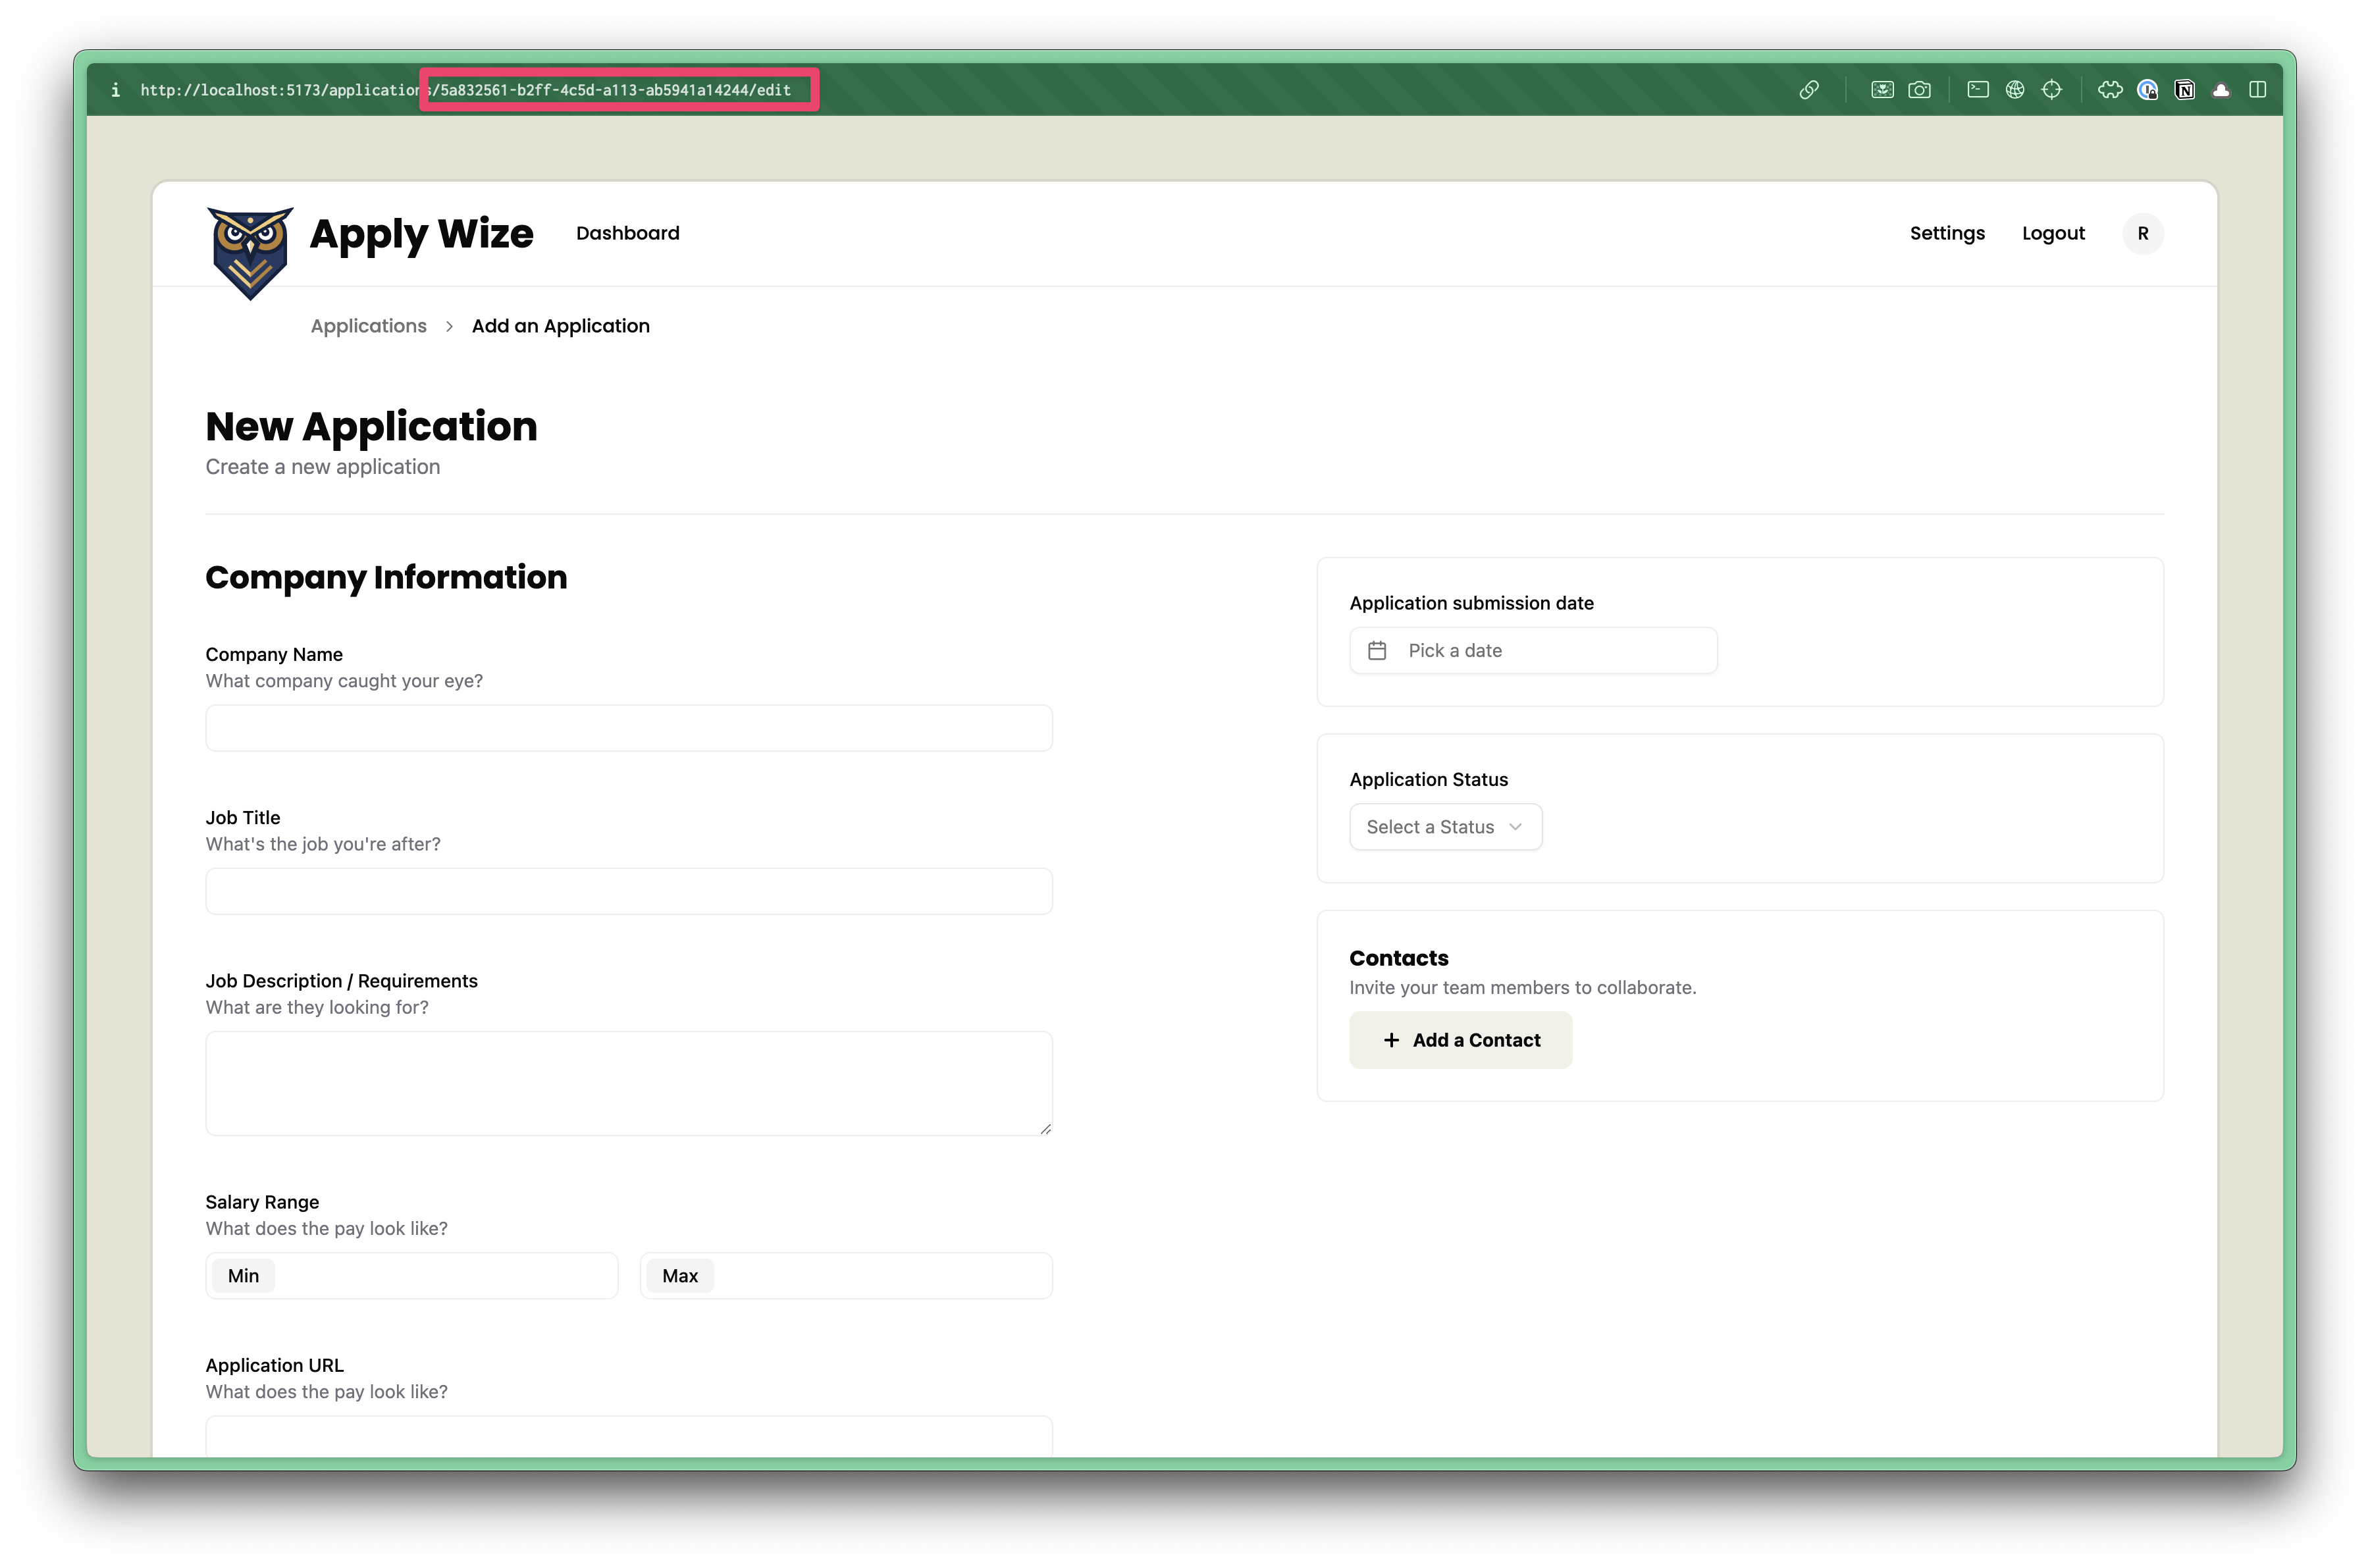 http://localhost:5173/applications/5a832561-b2ff-4c5d-a113-ab5941a14244/edit
Apply Wize
Dashboard
Settings
Logout
R
Applications > Add an Application
New Application
Create a new application
Company Information
Company Name
What company caught your eye?
Job Title
What's the job you're after?
Job Description / Requirements
What are they looking for?
Salary Range
What does the pay look like?
Min
Max
Application URL
What does the pay look like?
Application submission date
Pick a date
Application Status
Select a Status
Contacts
Invite your team members to collaborate.
+ Add a Contact